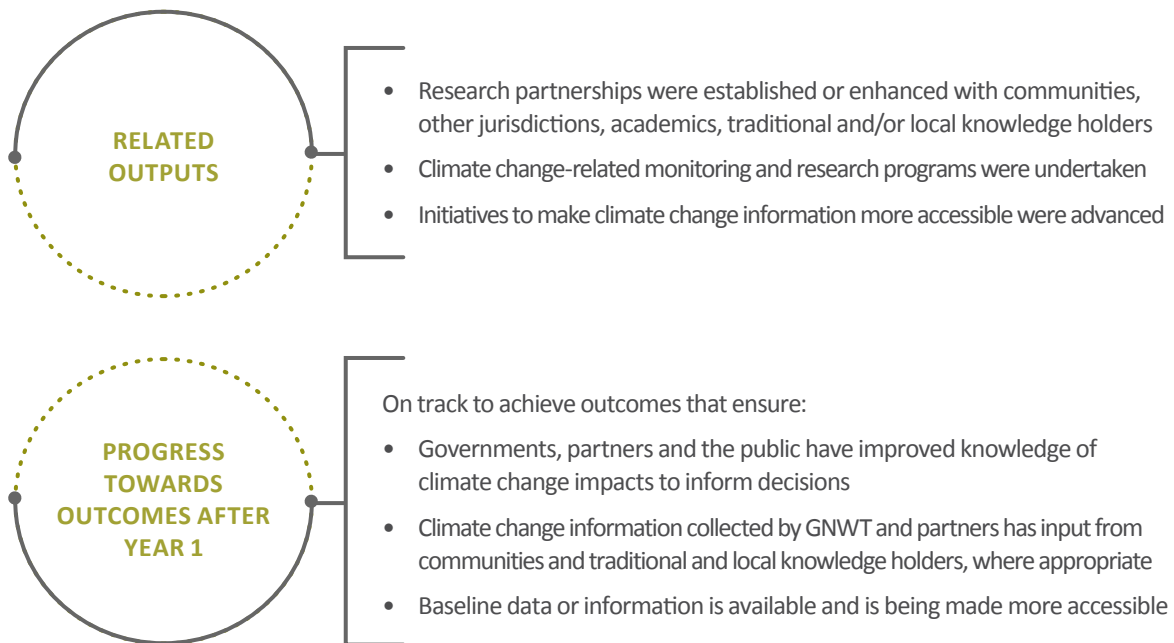 RELATED
OUTPUTS
• Research partnerships were established or enhanced with communities,
other jurisdictions, academics, traditional and/or local knowledge holders
• Climate change-related monitoring and research programs were undertaken
• Initiatives to make climate change information more accessible were advanced
PROGRESS
TOWARDS
OUTCOMES AFTER
YEAR 1
On track to achieve outcomes that ensure:
• Governments, partners and the public have improved knowledge of
climate change impacts to inform decisions
• Climate change information collected by GNWT and partners has input from
communities and traditional and local knowledge holders, where appropriate
• Baseline data or information is available and is being made more accessible